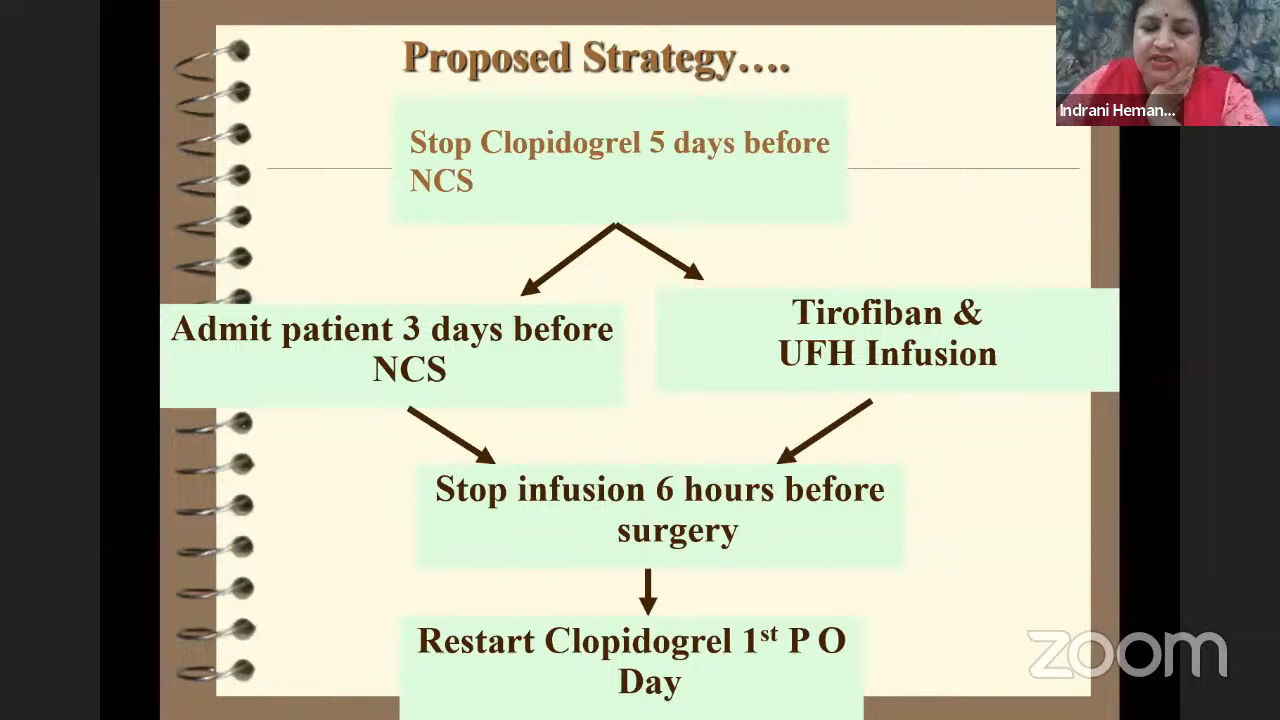 Proposed Strategy….
Indrani Heman...
Stop Clopidogrel 5 days before
NCS
Admit patient 3 days before
NCS
Tirofiban &
UFH Infusion
Stop infusion 6 hours before
surgery
Restart Clopidogrel 1st P O
Day
zoom